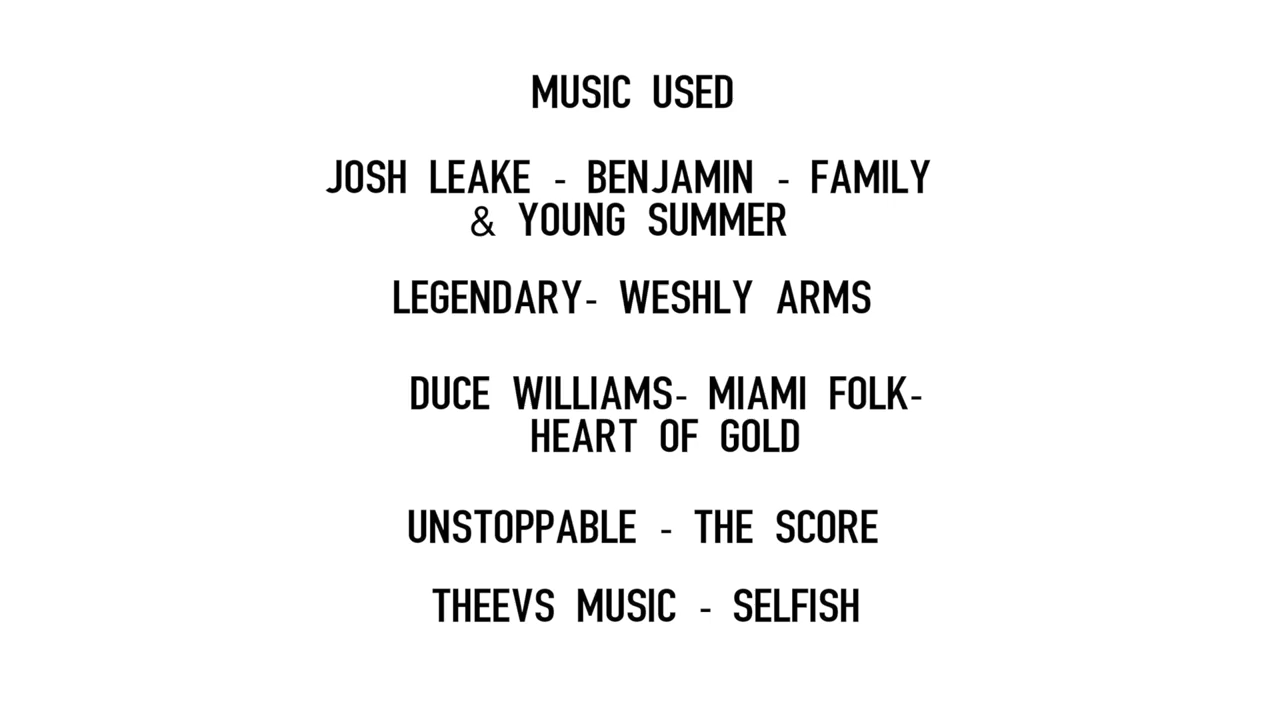 MUSIC USED
JOSH LEAKE - BENJAMIN - FAMILY
& YOUNG SUMMER
LEGENDARY- WESHLY ARMS
DUCE WILLIAMS- MIAMI FOLK-
HEART OF GOLD
UNSTOPPABLE - THE SCORE
THEEVS MUSIC - SELFISH